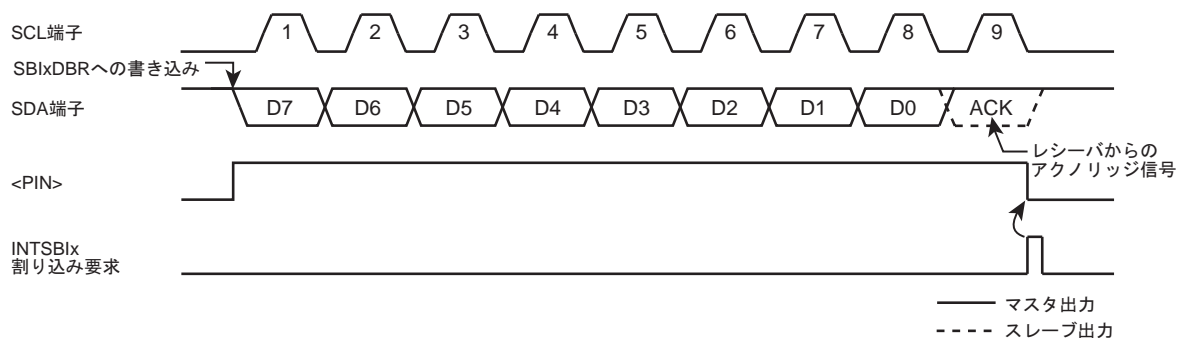 SCL端子
1 2 3 4 5 6 7 8 9
SBIxDBRへの書き込み
SDA端子
D7 D6 D5 D4 D3 D2 D1 D0 ACK
レシーバからの
アクノリッジ信号
<PIN>
INTSBIx
割り込み要求
マスタ出力
スレーブ出力